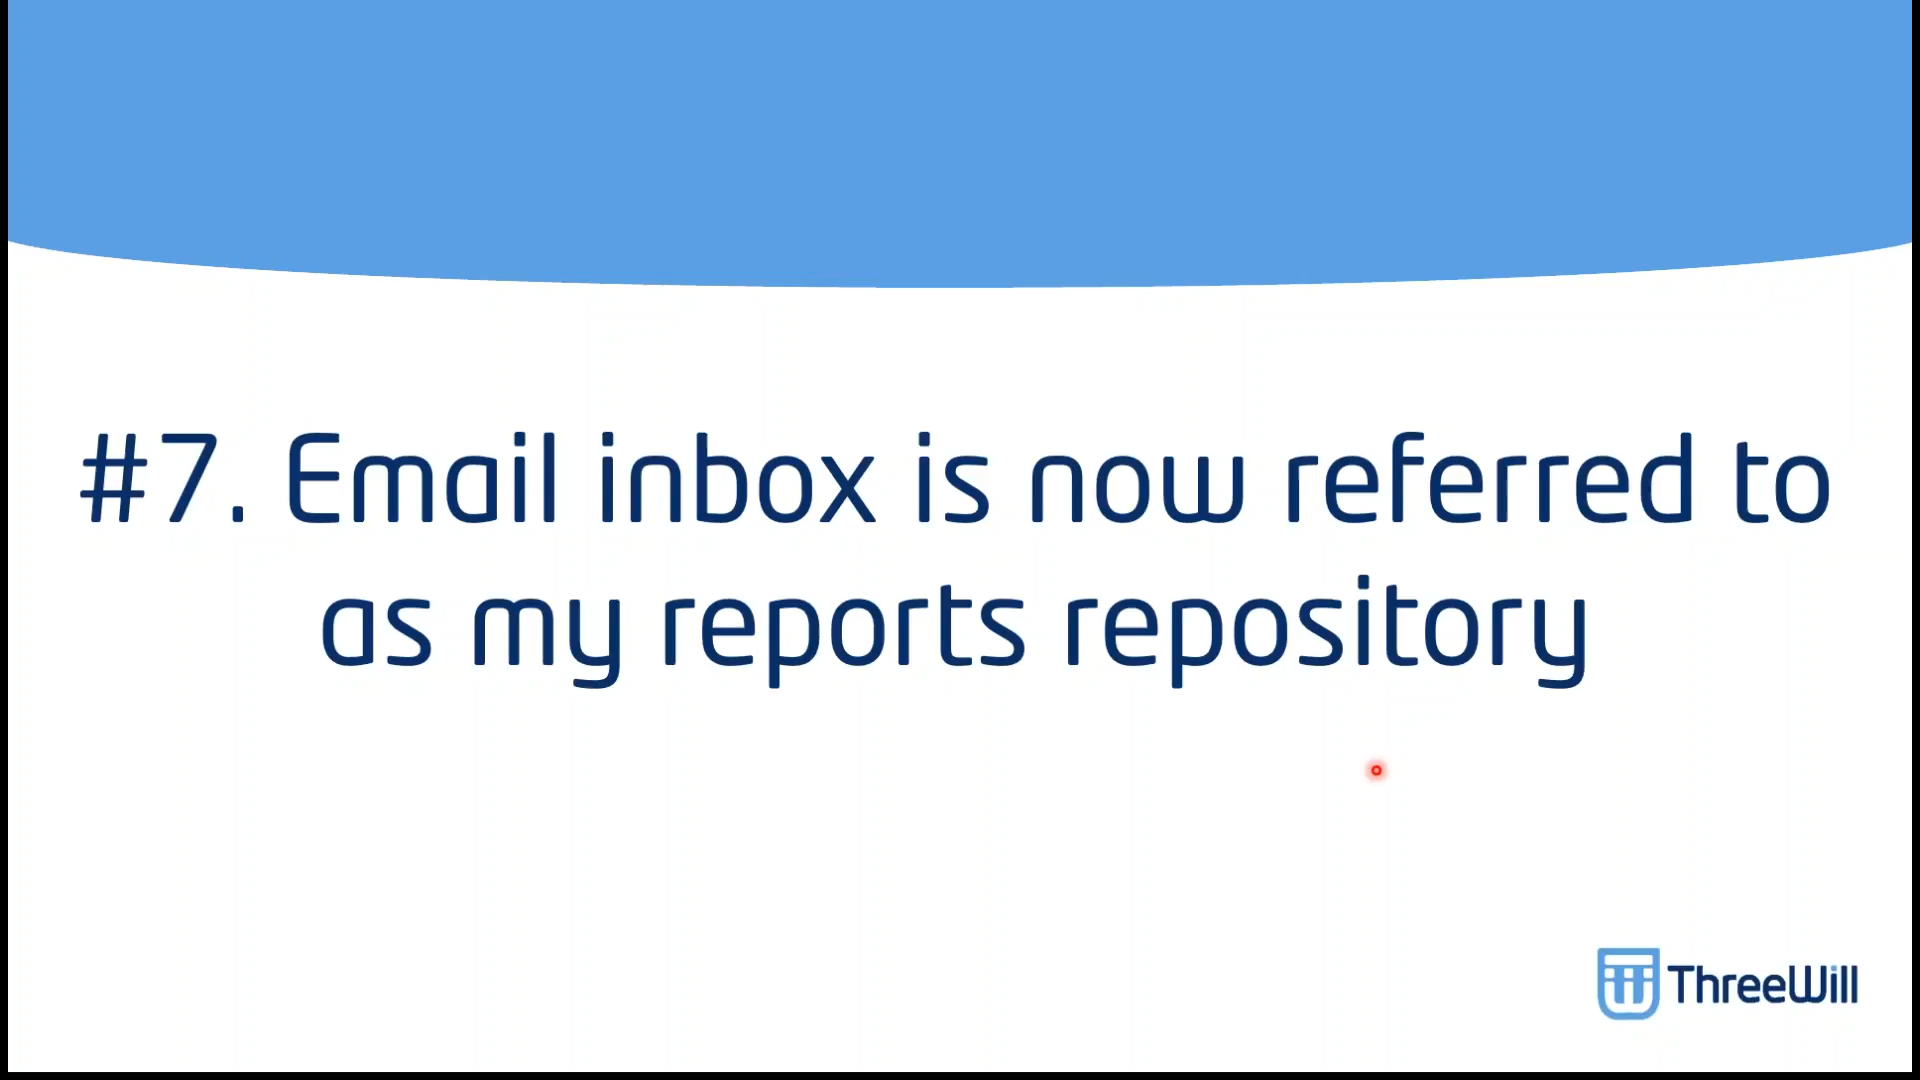 #7. Email inbox is now referred to
as my reports repository
ThreeWill